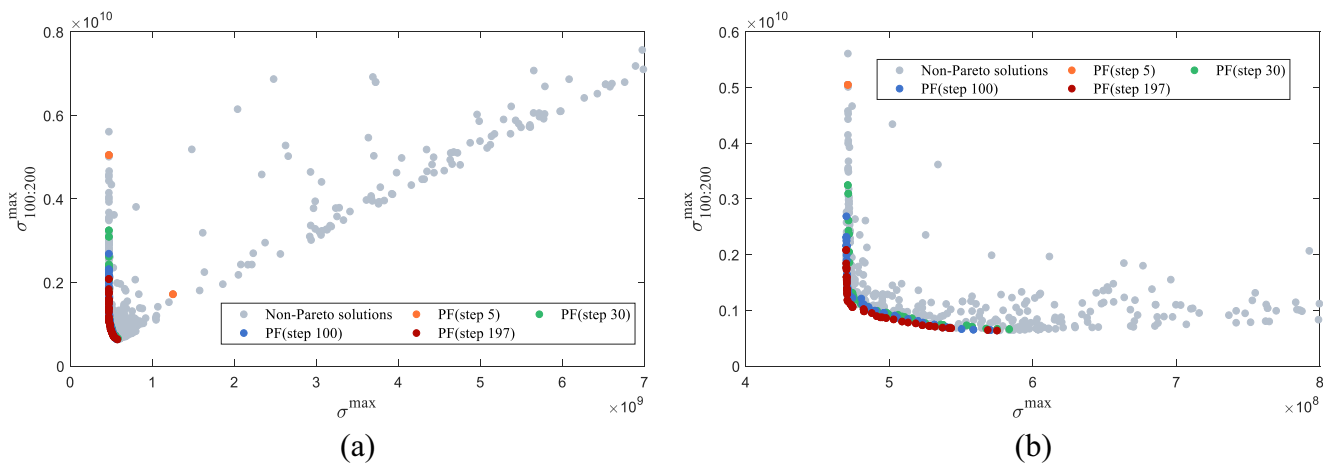 ×10^10
0.8
0.6
0.4
0.2
0
σ^max_100:200
Non-Pareto solutions PF(step 5) PF(step 30)
PF(step 100) PF(step 197)
0 1 2 3 4 5 6 7
σ^max ×10^9
(a)
×10^10
0.6
0.5
0.4
0.3
0.2
0.1
0
σ^max_100:200
Non-Pareto solutions PF(step 5) PF(step 30)
PF(step 100) PF(step 197)
4 5 6 7 8
σ^max ×10^8
(b)